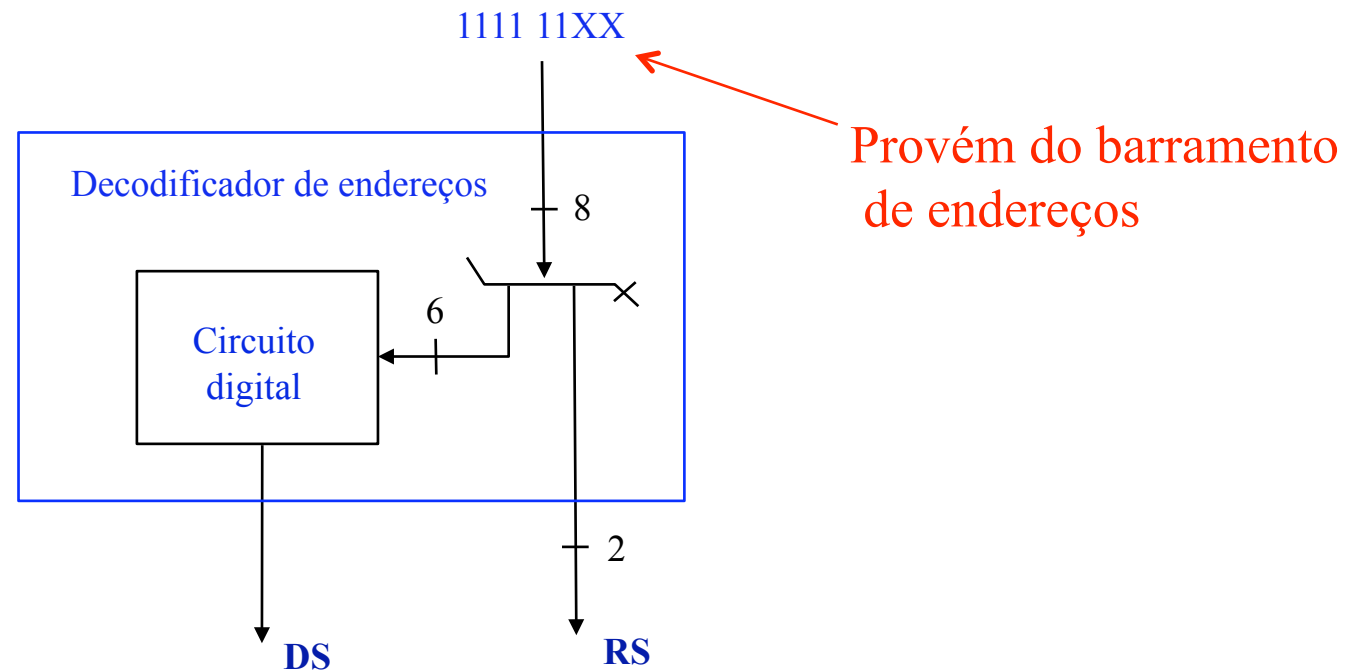 1111 11XX
Provém do barramento
de endereços
Decodificador de endereços
8
6
Circuito
digital
2
DS
RS